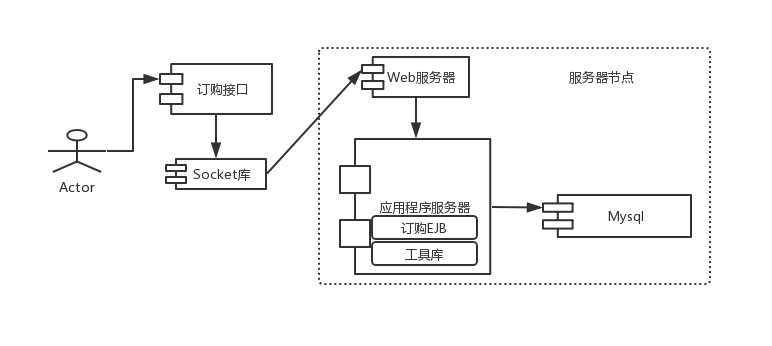 订购接口
Web服务器
服务器节点
Actor
Socket库
应用程序服务器
订购EJB
工具库
Mysql